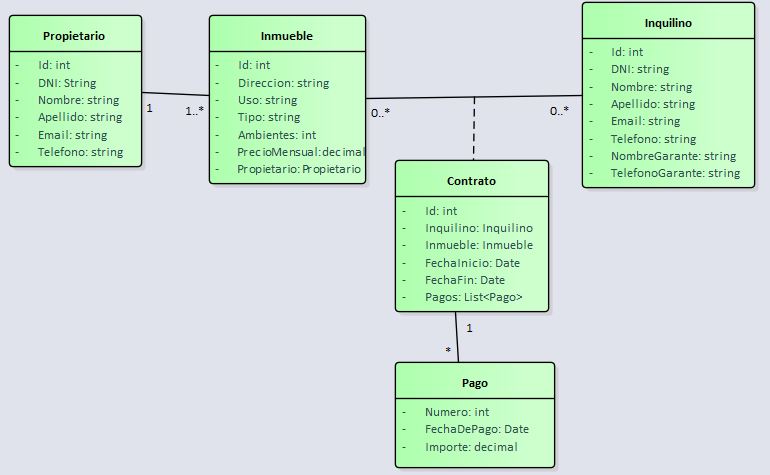 Propietario
- Id: int
- DNI: String
- Nombre: string
- Apellido: string
- Email: string
- Telefono: string
1
1..*
Inmueble
- Id: int
- Direccion: string
- Uso: string
- Tipo: string
- Ambientes: int
- PrecioMensual: decimal
- Propietario: Propietario
0..*
0..*
Inquilino
- Id: int
- DNI: string
- Nombre: string
- Apellido: string
- Email: string
- Telefono: string
- NombreGarante: string
- TelefonoGarante: string
Contrato
- Id: int
- Inquilino: Inquilino
- Inmueble: Inmueble
- FechaInicio: Date
- FechaFin: Date
- Pagos: List<Pago>
1
*
Pago
- Numero: int
- FechaDePago: Date
- Importe: decimal